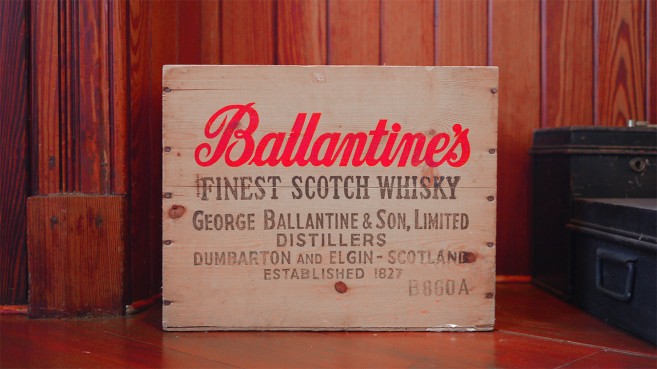 Ballantine's
FINEST SCOTCH WHISKY
GEORGE BALLANTINE & SON, LIMITED
DISTILLERS
DUMBARTON AND ELGIN - SCOTLAND
ESTABLISHED 1827
B860A